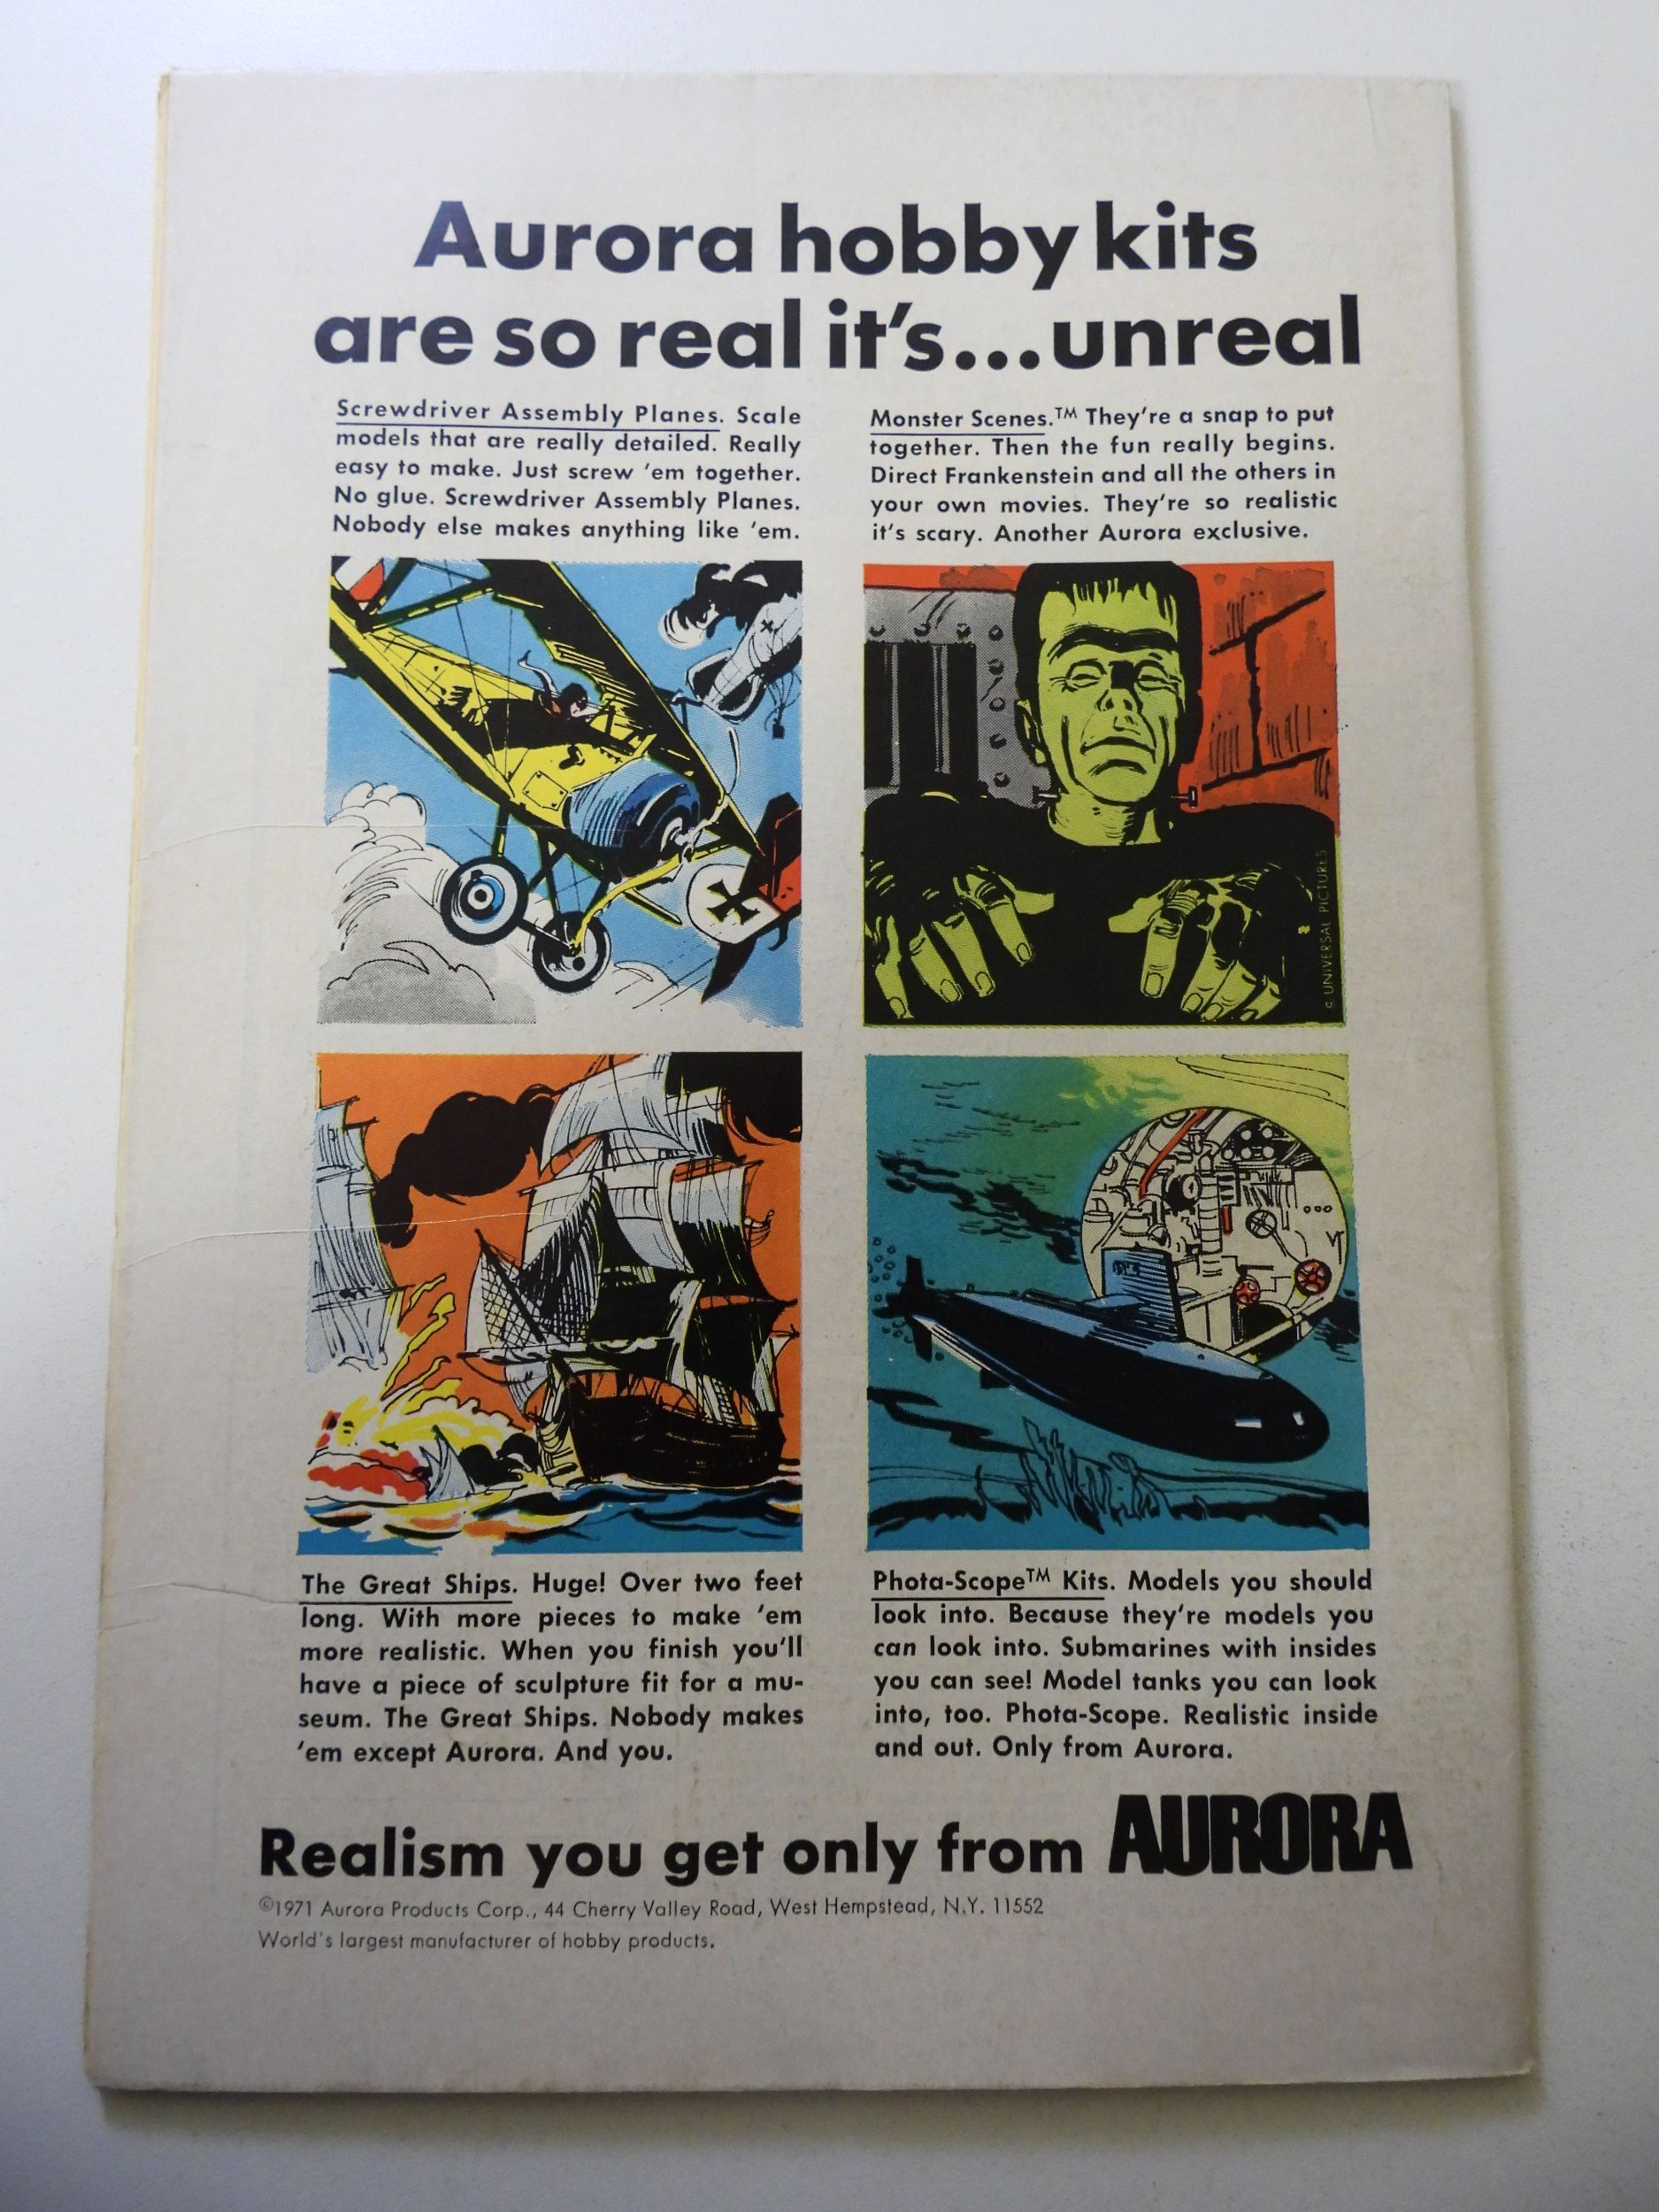 Aurora hobby kits
are so real it's...unreal
Screwdriver Assembly Planes. Scale
models that are really detailed. Really
easy to make. Just screw 'em together.
No glue. Screwdriver Assembly Planes.
Nobody else makes anything like 'em.
Monster Scenes.™ They're a snap to put
together. Then the fun really begins.
Direct Frankenstein and all the others in
your own movies. They're so realistic
it's scary. Another Aurora exclusive.
c UNIVERSAL PICTURES
The Great Ships. Huge! Over two feet
long. With more pieces to make 'em
more realistic. When you finish you'll
have a piece of sculpture fit for a mu-
seum. The Great Ships. Nobody makes
'em except Aurora. And you.
Phota-Scope™ Kits. Models you should
look into. Because they're models you
can look into. Submarines with insides
you can see! Model tanks you can look
into, too. Phota-Scope. Realistic inside
and out. Only from Aurora.
Realism you get only from AURORA
©1971 Aurora Products Corp., 44 Cherry Valley Road, West Hempstead, N.Y. 11552
World's largest manufacturer of hobby products.